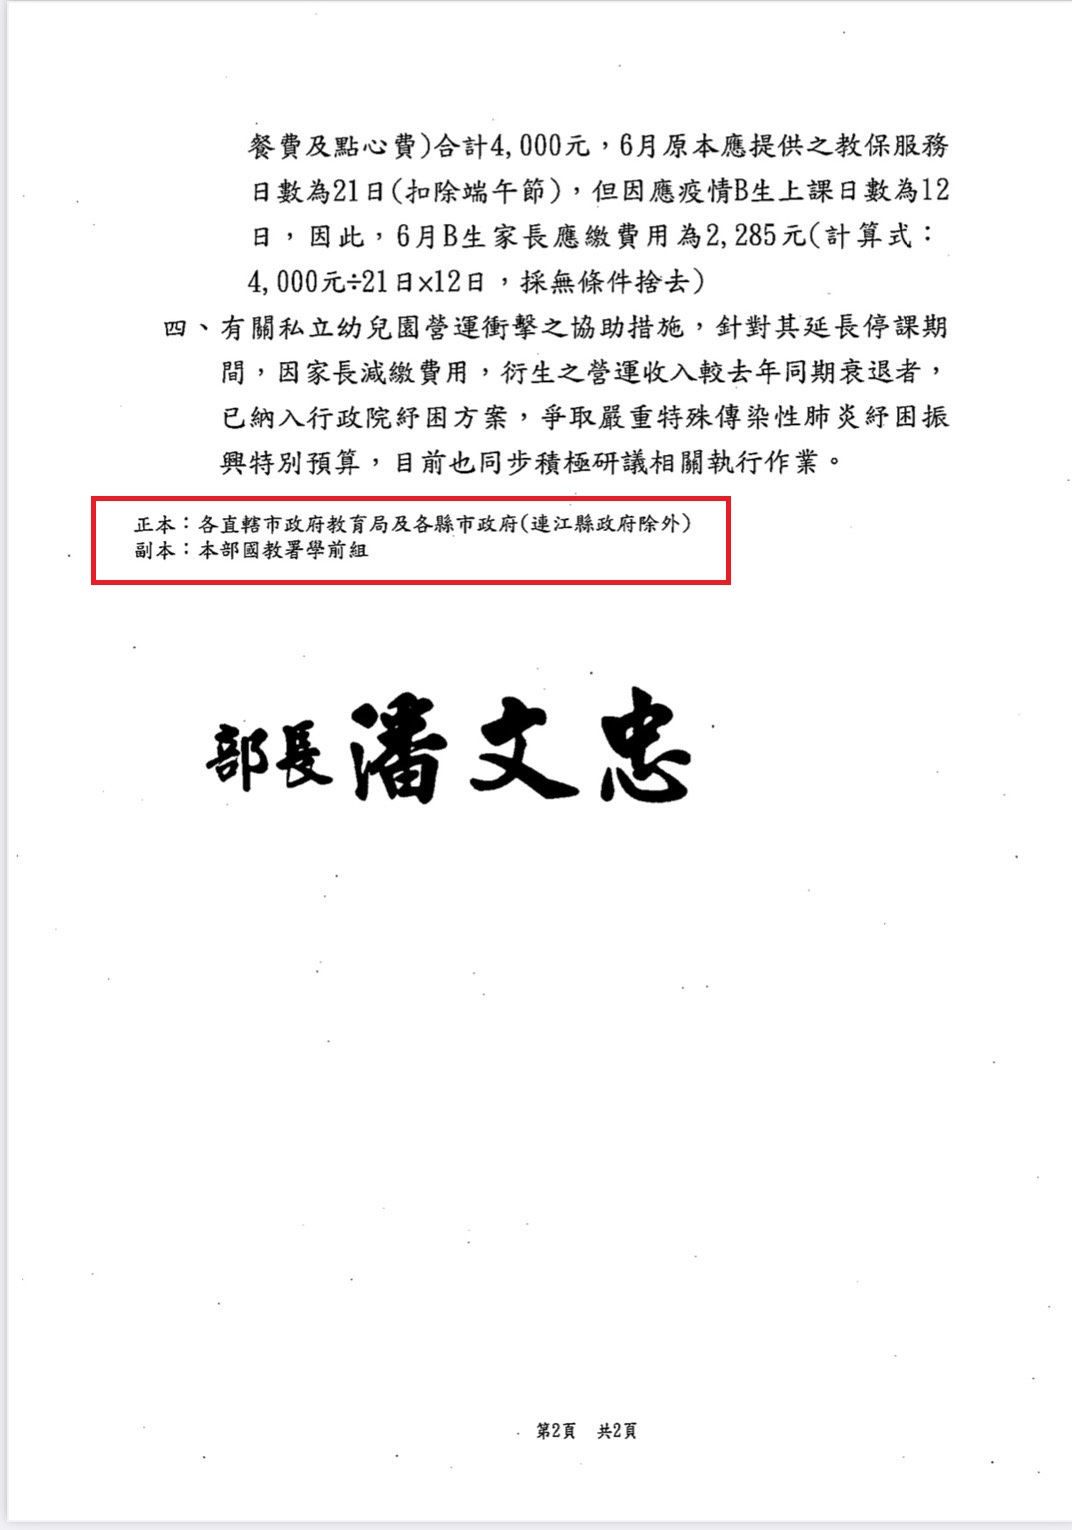 餐費及點心費)合計4,000元，6月原本應提供之教保服務
日數為21日(扣除端午節)，但因應疫情B生上課日數為12
日，因此，6月B生家長應繳費用為2,285元(計算式：
4,000元÷21日×12日，採無條件捨去)
四、有關私立幼兒園營運衝擊之協助措施，針對其延長停課期
間，因家長減繳費用，衍生之營運收入較去年同期衰退者，
已納入行政院紓困方案，爭取嚴重特殊傳染性肺炎紓困振
興特別預算，目前也同步積極研議相關執行作業。
正本：各直轄市政府教育局及各縣市政府(連江縣政府除外)
副本：本部國教署學前組
部長潘文忠
第2頁 共2頁